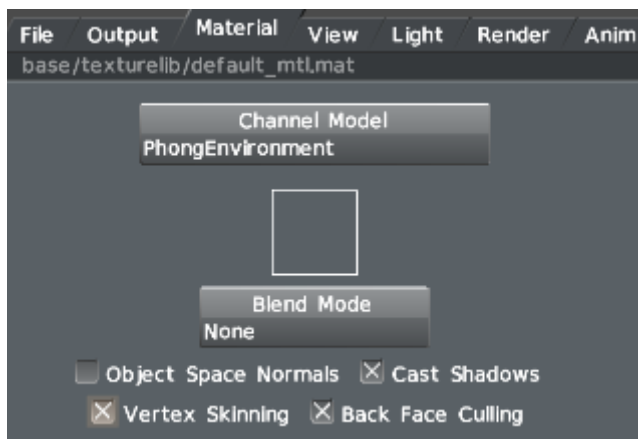 File Output Material View Light Render Anim
base/texturelib/default_mtl.mat
Channel Model
PhongEnvironment
Blend Mode
None
Object Space Normals Cast Shadows
Vertex Skinning Back Face Culling